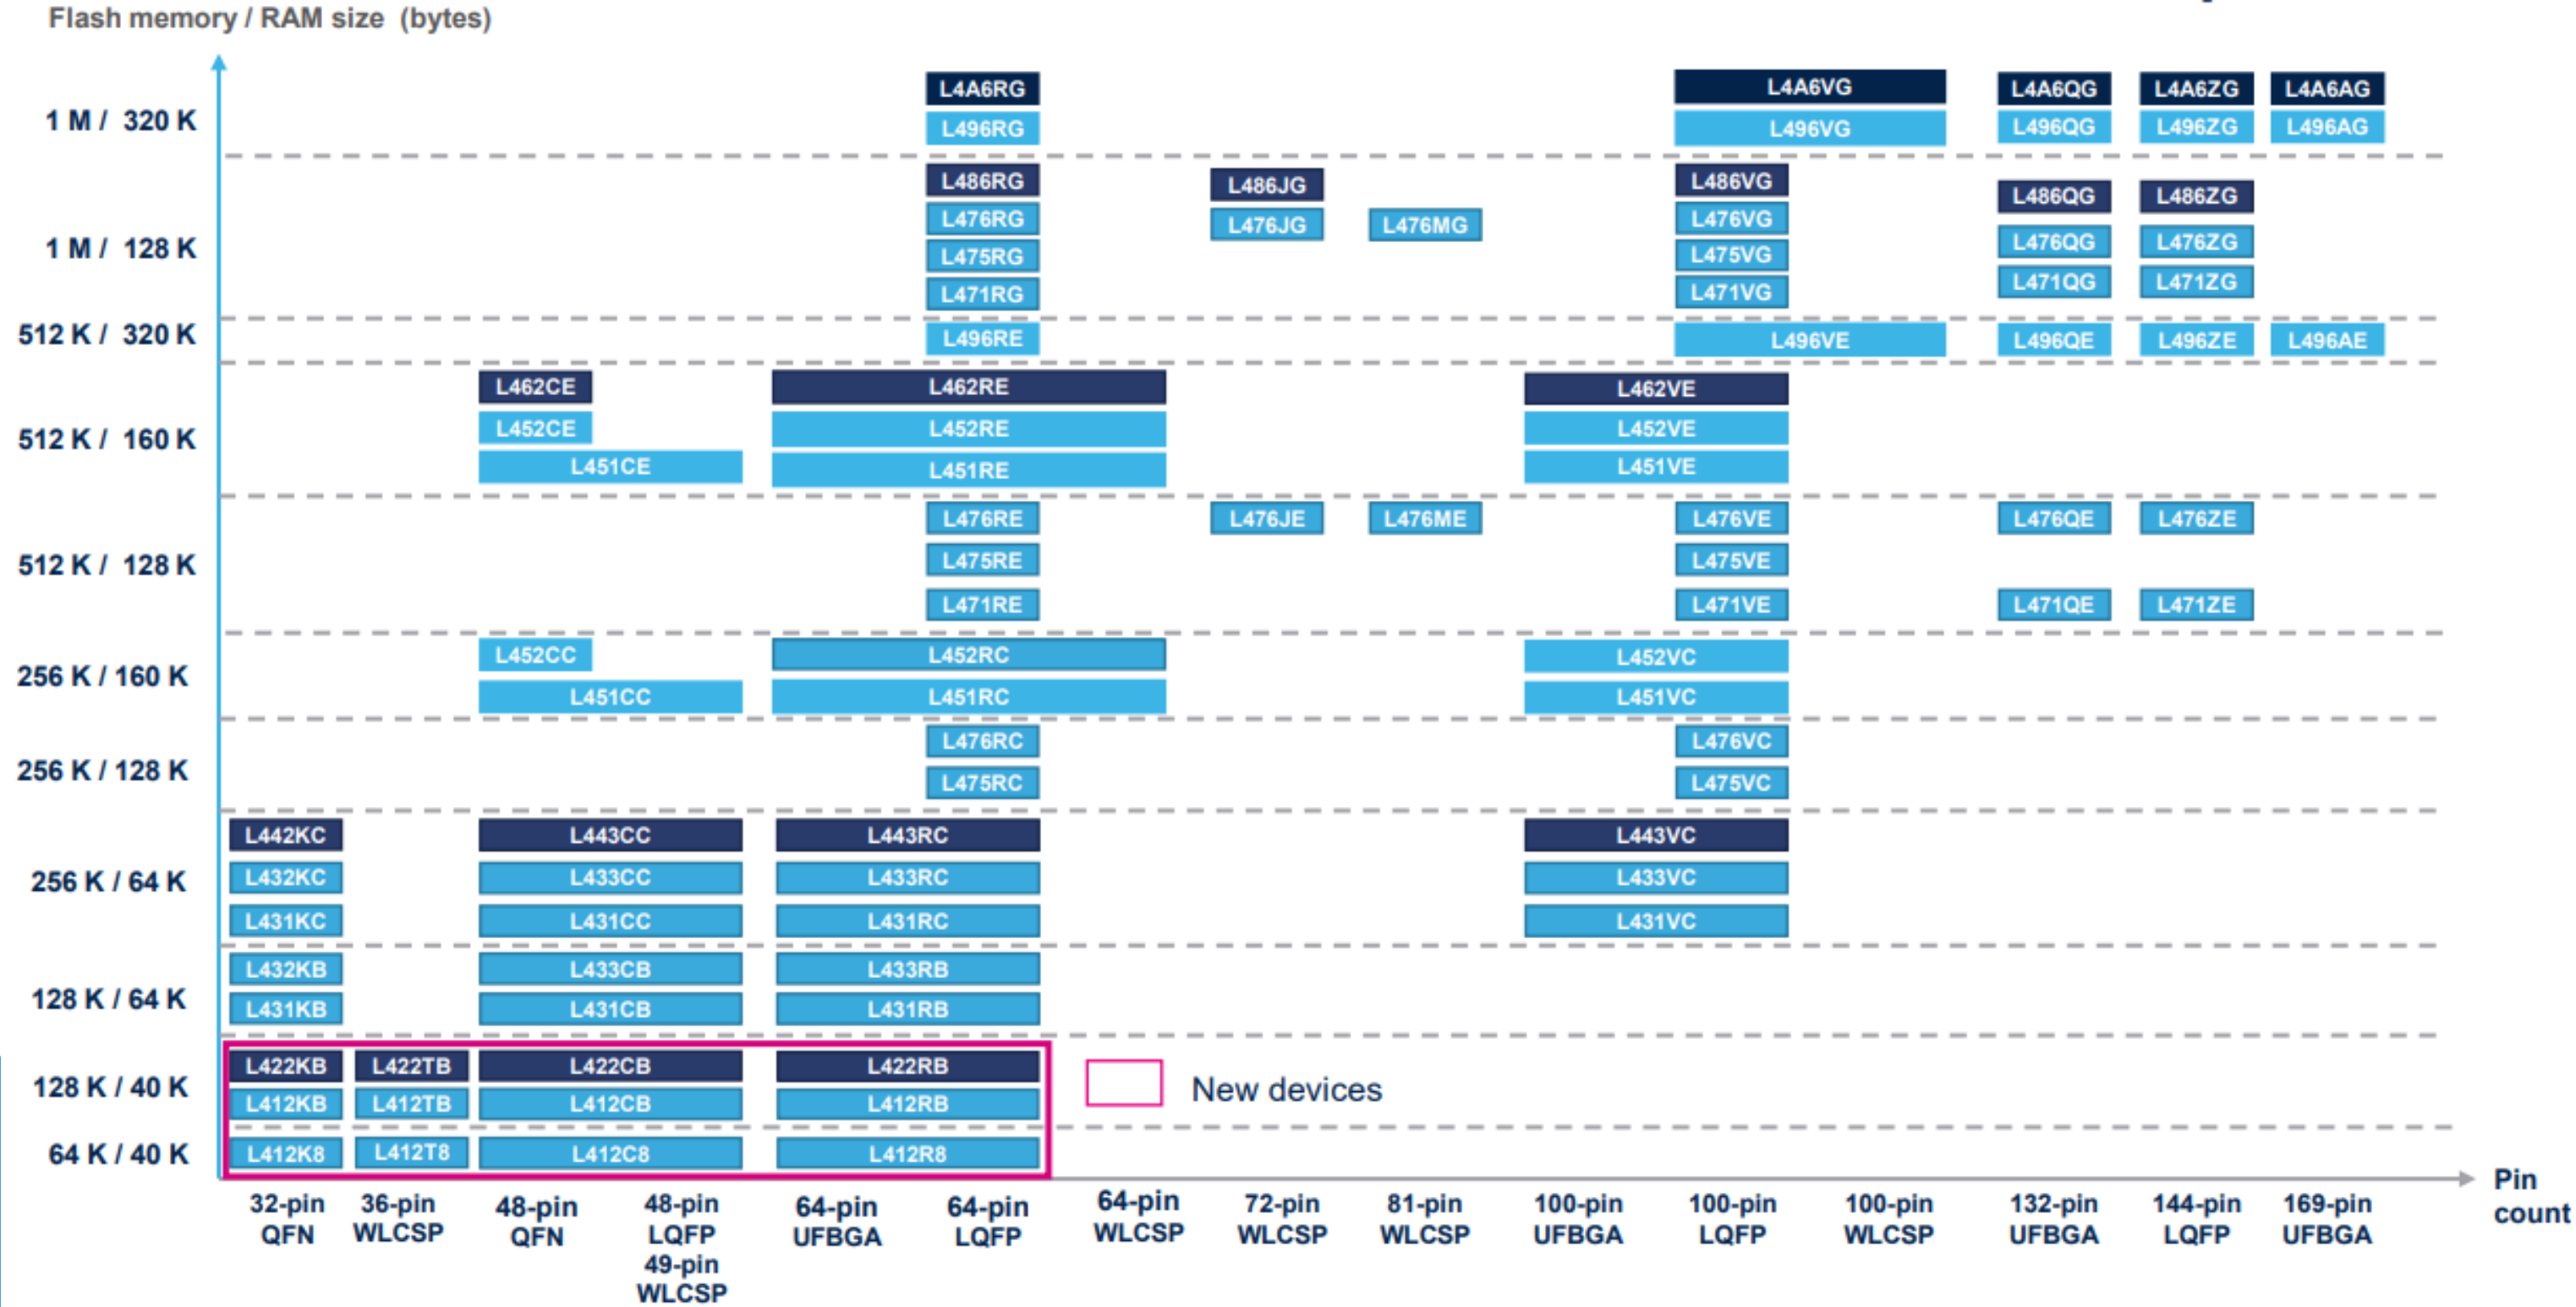 Flash memory / RAM size (bytes)
L4A6RG L4A6VG L4A6QG L4A6ZG L4A6AG
1 M / 320 K
L496RG L496VG L496QG L496ZG L496AG
L486RG L486JG L486VG L486QG L486ZG
L476RG L476JG L476MG L476VG L476QG L476ZG
1 M / 128 K
L475RG L475VG
L471RG L471VG L471QG L471ZG
512 K / 320 K L496RE L496VE L496QE L496ZE L496AE
L462CE L462RE L462VE
512 K / 160 K L452CE L452RE L452VE
L451CE L451RE L451VE
L476RE L476JE L476ME L476VE L476QE L476ZE
512 K / 128 K L475RE L475VE
L471RE L471VE L471QE L471ZE
L452CC L452RC L452VC
256 K / 160 K
L451CC L451RC L451VC
L476RC L476VC
256 K / 128 K
L475RC L475VC
L442KC L443CC L443RC L443VC
256 K / 64 K L432KC L433CC L433RC L433VC
L431KC L431CC L431RC L431VC
L432KB L433CB L433RB
128 K / 64 K
L431KB L431CB L431RB
L422KB L422TB L422CB L422RB
128 K / 40 K New devices
L412KB L412TB L412CB L412RB
64 K / 40 K L412K8 L412T8 L412C8 L412R8
32-pin QFN
36-pin WLCSP
48-pin QFN
48-pin LQFP
49-pin WLCSP
64-pin UFBGA
64-pin LQFP
64-pin WLCSP
72-pin WLCSP
81-pin WLCSP
100-pin UFBGA
100-pin LQFP
100-pin WLCSP
132-pin UFBGA
144-pin LQFP
169-pin UFBGA
Pin count